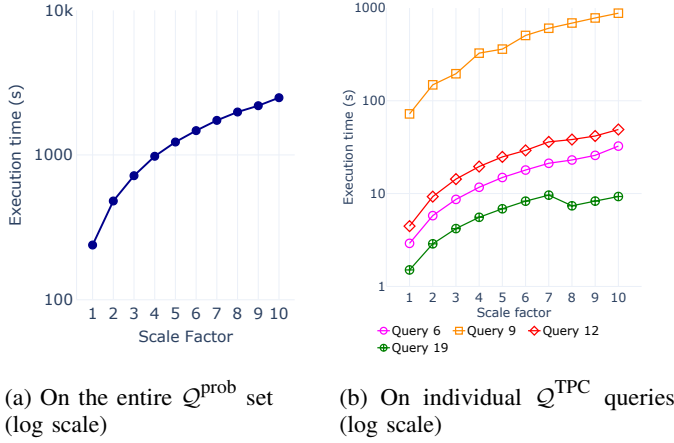 10k
1000
100
Execution time (s)
1 2 3 4 5 6 7 8 9 10
Scale Factor
1000
100
10
1
Execution time (s)
1 2 3 4 5 6 7 8 9 10
Scale factor
Query 6 Query 9 Query 12
Query 19
(a) On the entire 𝒬^prob set
(log scale)
(b) On individual 𝒬^TPC queries
(log scale)